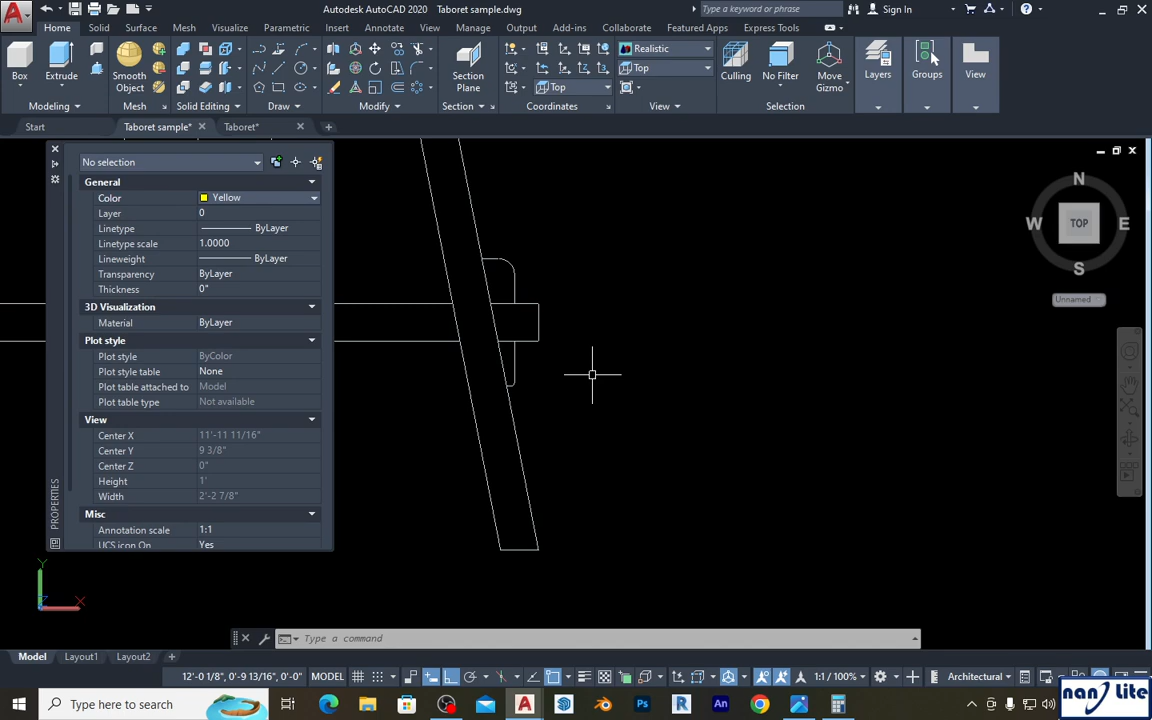 Autodesk AutoCAD 2020 Taboret sample.dwg
Type a keyword or phrase
Sign In
Home Solid Surface Mesh Visualize Parametric Insert Annotate View Manage Output Add-ins Collaborate Featured Apps Express Tools
Realistic
Top
Top
Box Extrude Smooth Object Section Plane Culling No Filter Move Gizmo Layers Groups View
Modeling Mesh Solid Editing Draw Modify Section Coordinates View Selection
Start Taboret sample* Taboret*
No selection
General
Color Yellow
Layer 0
Linetype ByLayer
Linetype scale 1.0000
Lineweight ByLayer
Transparency ByLayer
Thickness 0"
3D Visualization
Material ByLayer
Plot style
Plot style ByColor
Plot style table None
Plot table attached to Model
Plot table type Not available
View
Center X 11'-11 11/16"
Center Y 9 3/8"
Center Z 0"
Height 1'
Width 2'-2 7/8"
Misc
Annotation scale 1:1
UCS icon On Yes
PROPERTIES
N
W TOP E
S
Unnamed
Y
X
Type a command
Model Layout1 Layout2
12'-0 1/8", 0'-9 13/16", 0'-0" MODEL 1:1 / 100% Architectural
Type here to search
nan7lite